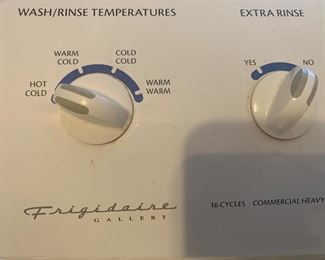 WASH/RINSE TEMPERATURES
EXTRA RINSE
WARM COLD
COLD COLD
HOT COLD
WARM WARM
YES
NO
Frigidaire
GALLERY
16 CYCLES COMMERCIAL HEAVY